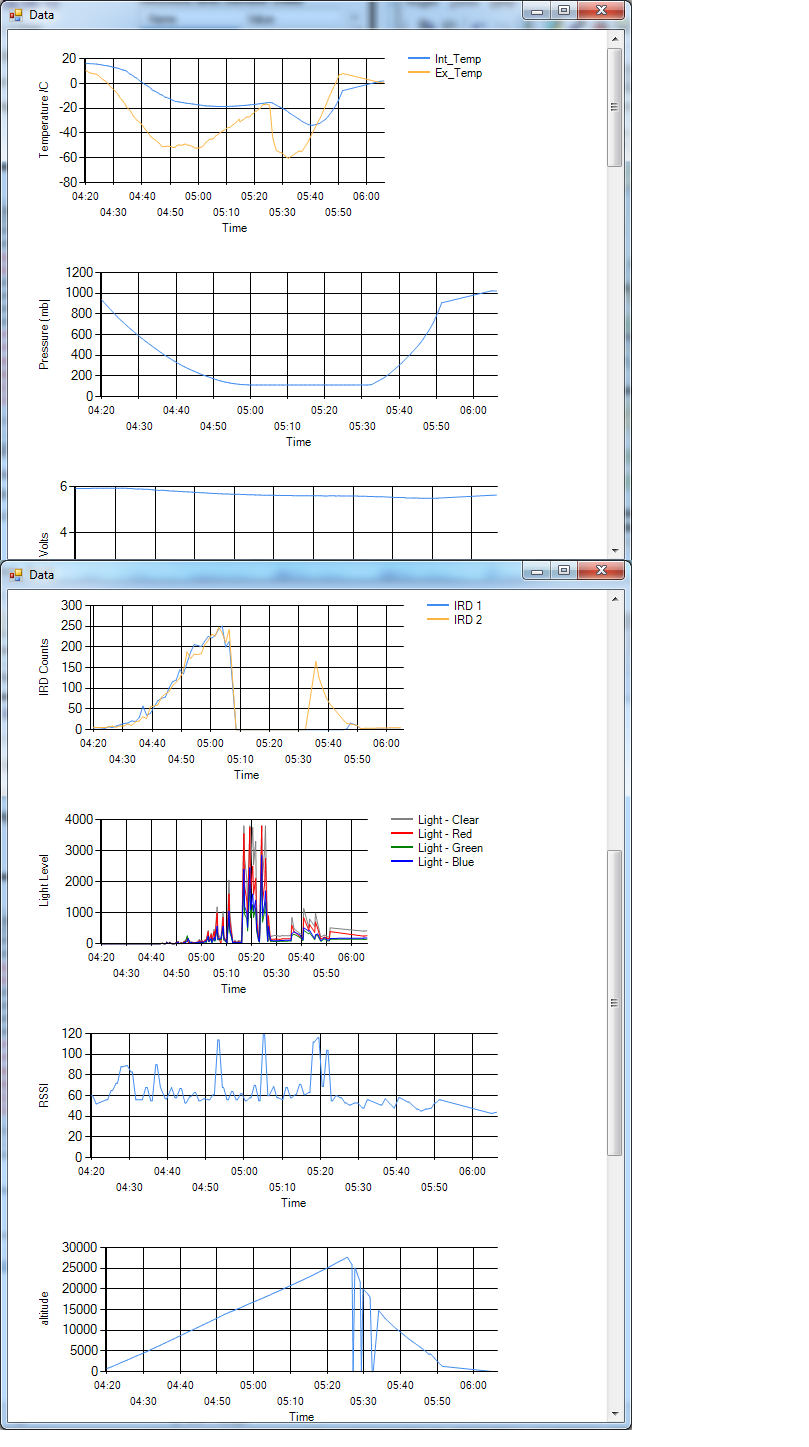 Data
20
0
-20
-40
-60
-80
Temperature /C
04:20 04:40 05:00 05:20 05:40 06:00
04:30 04:50 05:10 05:30 05:50
Time
Int_Temp
Ex_Temp
1200
1000
800
600
400
200
0
Pressure (mb)
04:20 04:40 05:00 05:20 05:40 06:00
04:30 04:50 05:10 05:30 05:50
Time
6
4
Volts
Data
300
250
200
150
100
50
0
IRD Counts
04:20 04:40 05:00 05:20 05:40 06:00
04:30 04:50 05:10 05:30 05:50
Time
IRD 1
IRD 2
4000
3000
2000
1000
0
Light Level
04:20 04:40 05:00 05:20 05:40 06:00
04:30 04:50 05:10 05:30 05:50
Time
Light - Clear
Light - Red
Light - Green
Light - Blue
120
100
80
60
40
20
0
RSSI
04:20 04:40 05:00 05:20 05:40 06:00
04:30 04:50 05:10 05:30 05:50
Time
30000
25000
20000
15000
10000
5000
0
altitude
04:20 04:40 05:00 05:20 05:40 06:00
04:30 04:50 05:10 05:30 05:50
Time